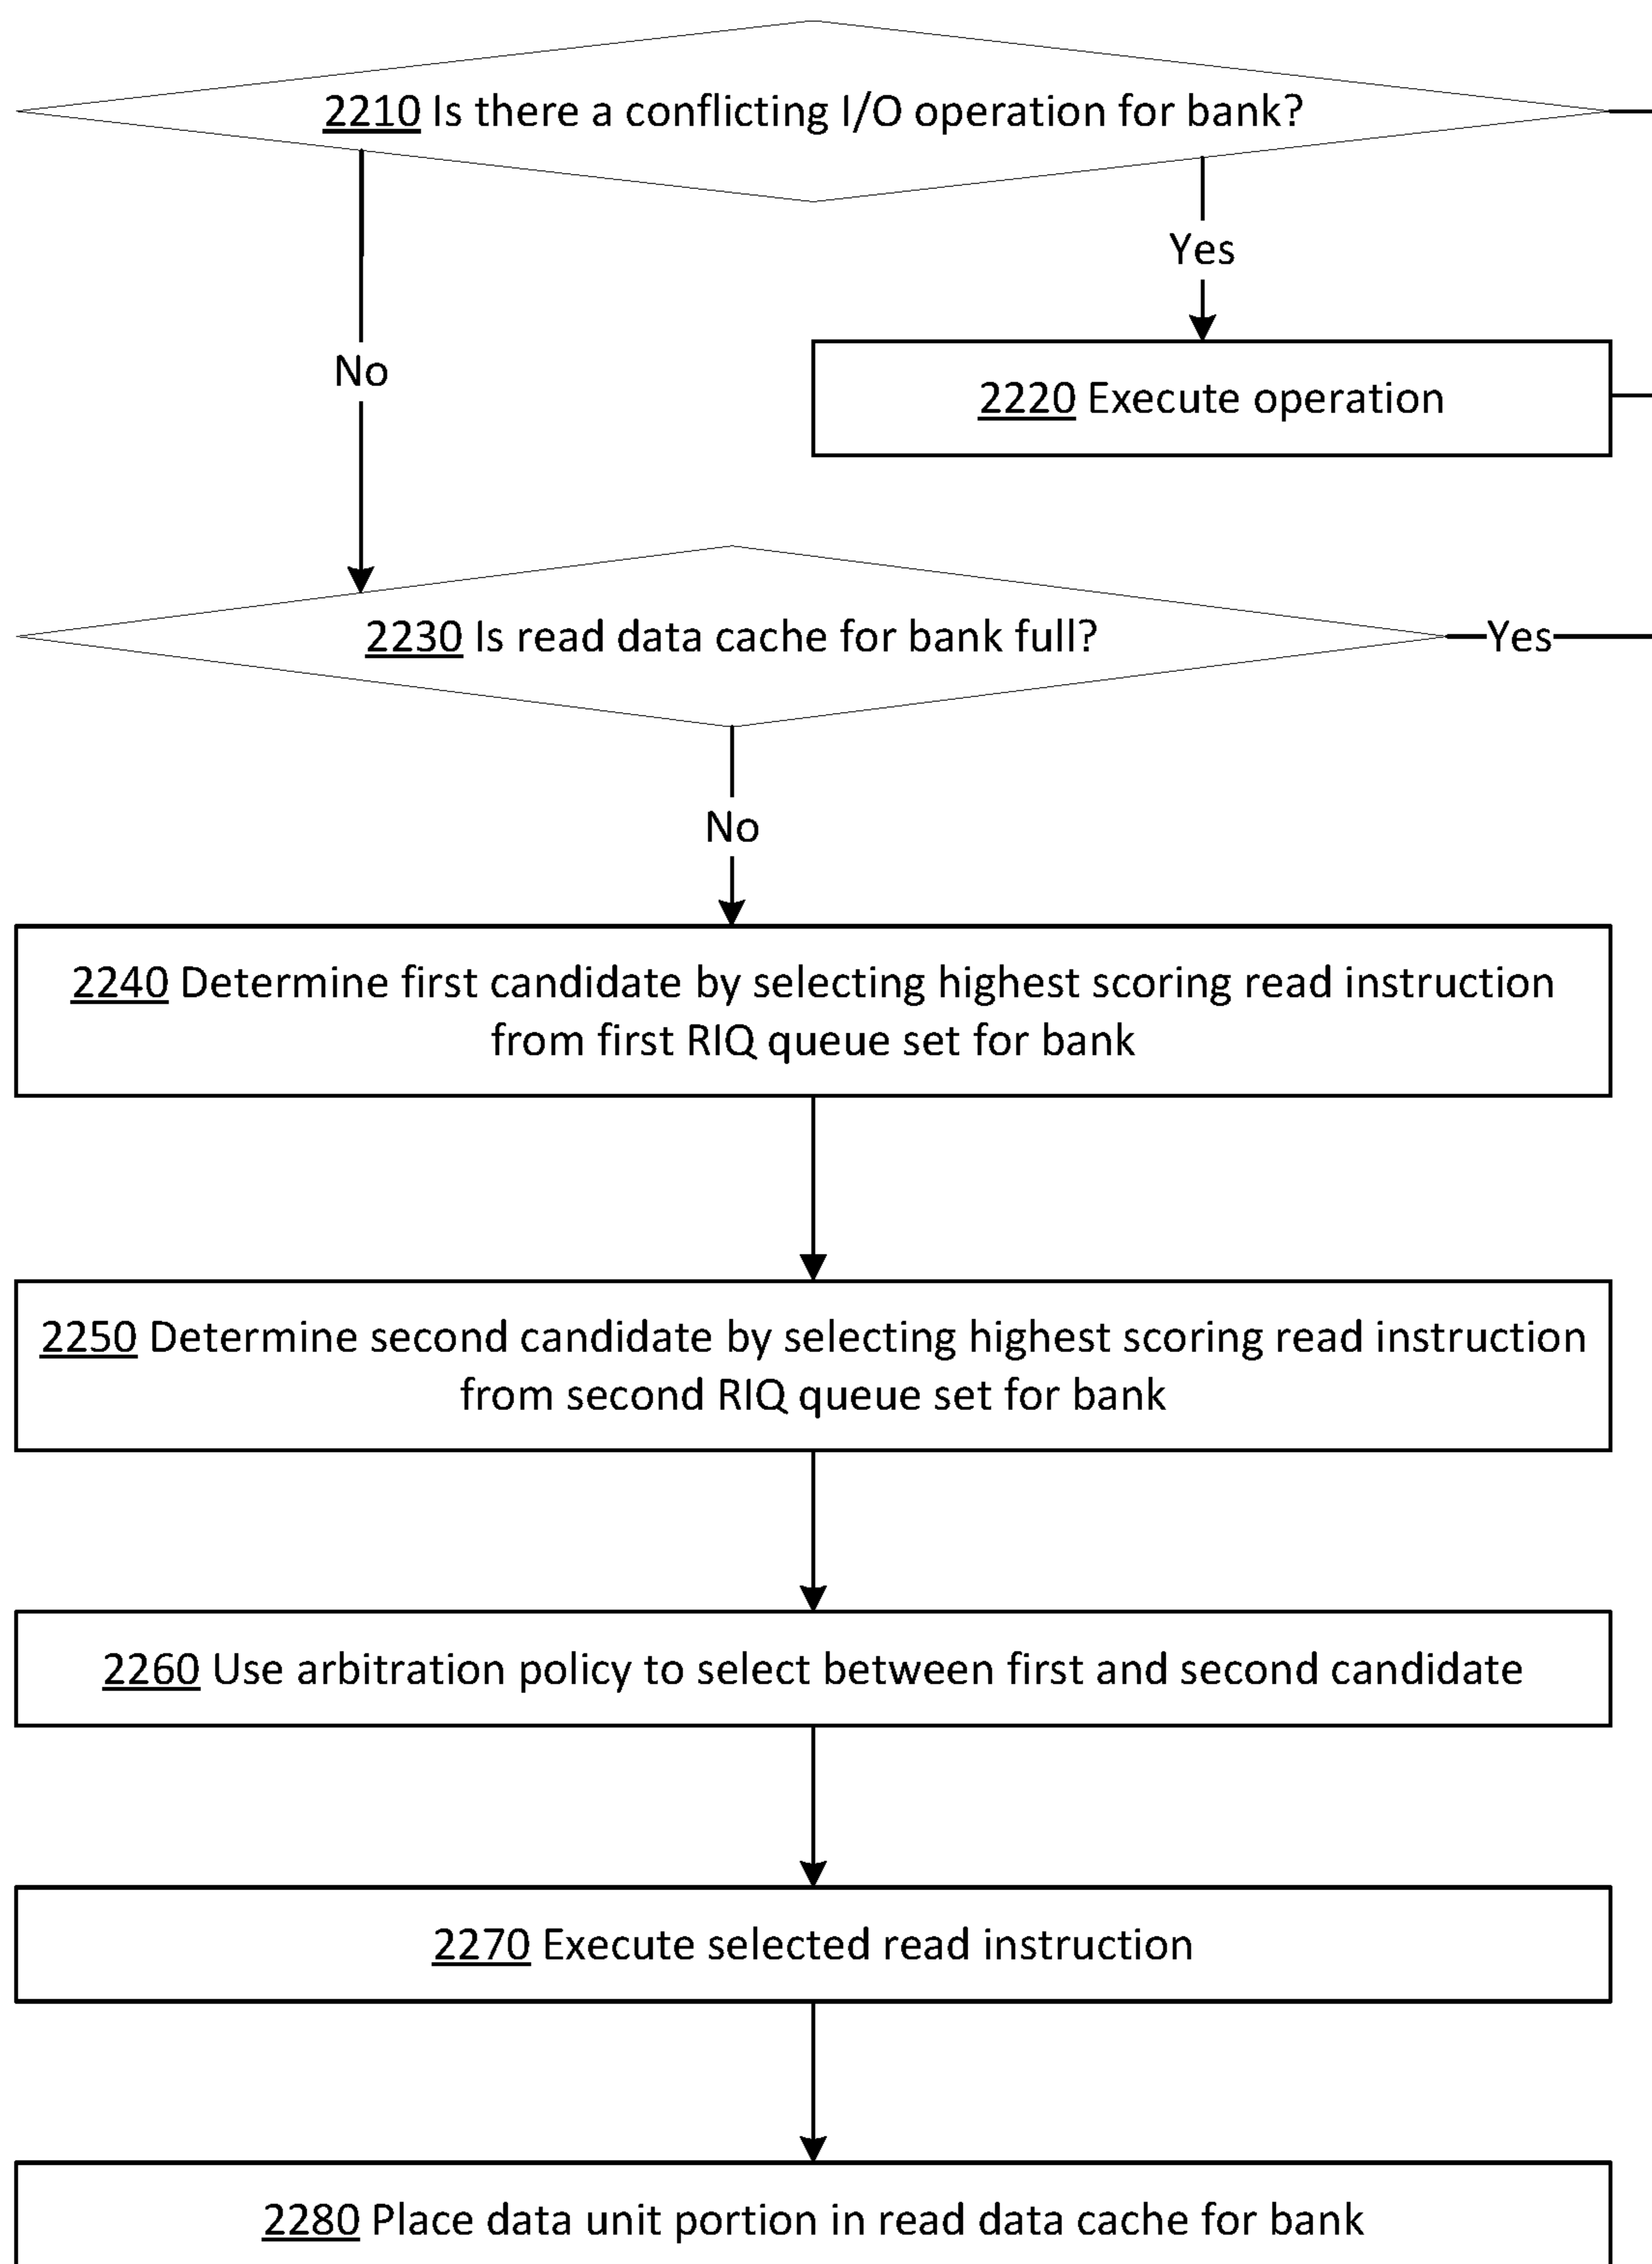 2210 Is there a conflicting I/O operation for bank?
Yes
No
2220 Execute operation
2230 Is read data cache for bank full?
Yes
No
2240 Determine first candidate by selecting highest scoring read instruction
from first RIQ queue set for bank
2250 Determine second candidate by selecting highest scoring read instruction
from second RIQ queue set for bank
2260 Use arbitration policy to select between first and second candidate
2270 Execute selected read instruction
2280 Place data unit portion in read data cache for bank